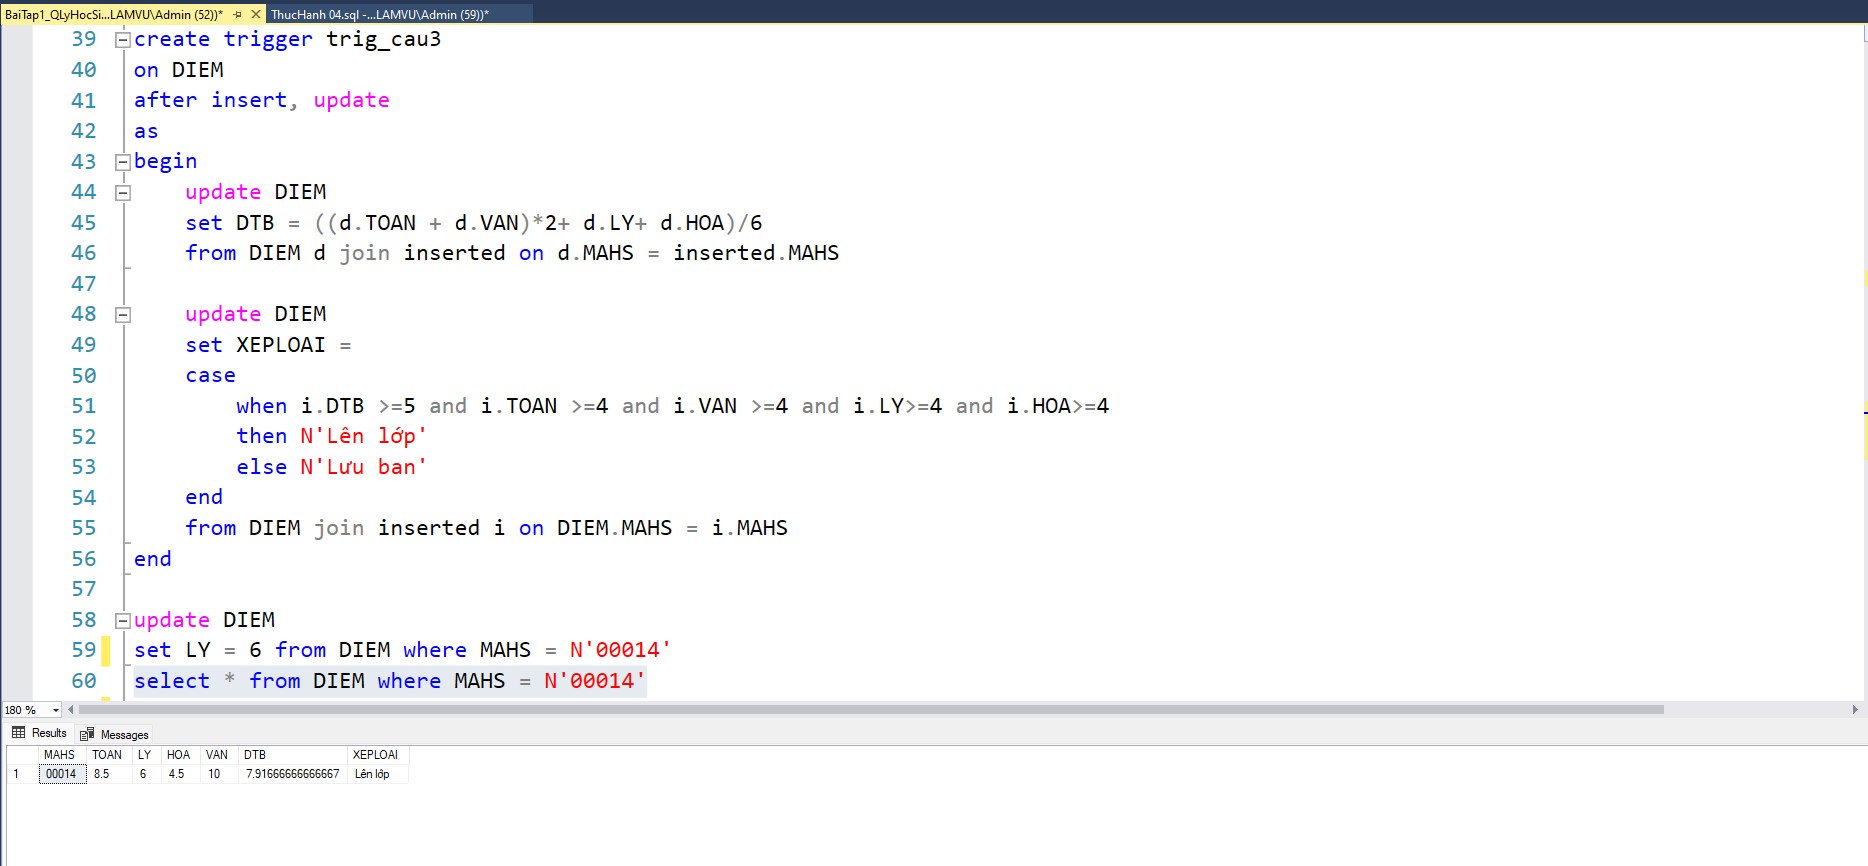 BaiTap1_QLyHocSi...LAMVU\Admin (52))* ThucHanh 04.sql -...LAMVU\Admin (59))*
39 create trigger trig_cau3
40 on DIEM
41 after insert, update
42 as
43 begin
44 update DIEM
45 set DTB = ((d.TOAN + d.VAN)*2+ d.LY+ d.HOA)/6
46 from DIEM d join inserted on d.MAHS = inserted.MAHS
47
48 update DIEM
49 set XEPLOAI =
50 case
51 when i.DTB >=5 and i.TOAN >=4 and i.VAN >=4 and i.LY>=4 and i.HOA>=4
52 then N'Lên lớp'
53 else N'Lưu ban'
54 end
55 from DIEM join inserted i on DIEM.MAHS = i.MAHS
56 end
57
58 update DIEM
59 set LY = 6 from DIEM where MAHS = N'00014'
60 select * from DIEM where MAHS = N'00014'
180 %
Results Messages
MAHS TOAN LY HOA VAN DTB XEPLOAI
1 00014 8.5 6 4.5 10 7.91666666666667 Lên lớp